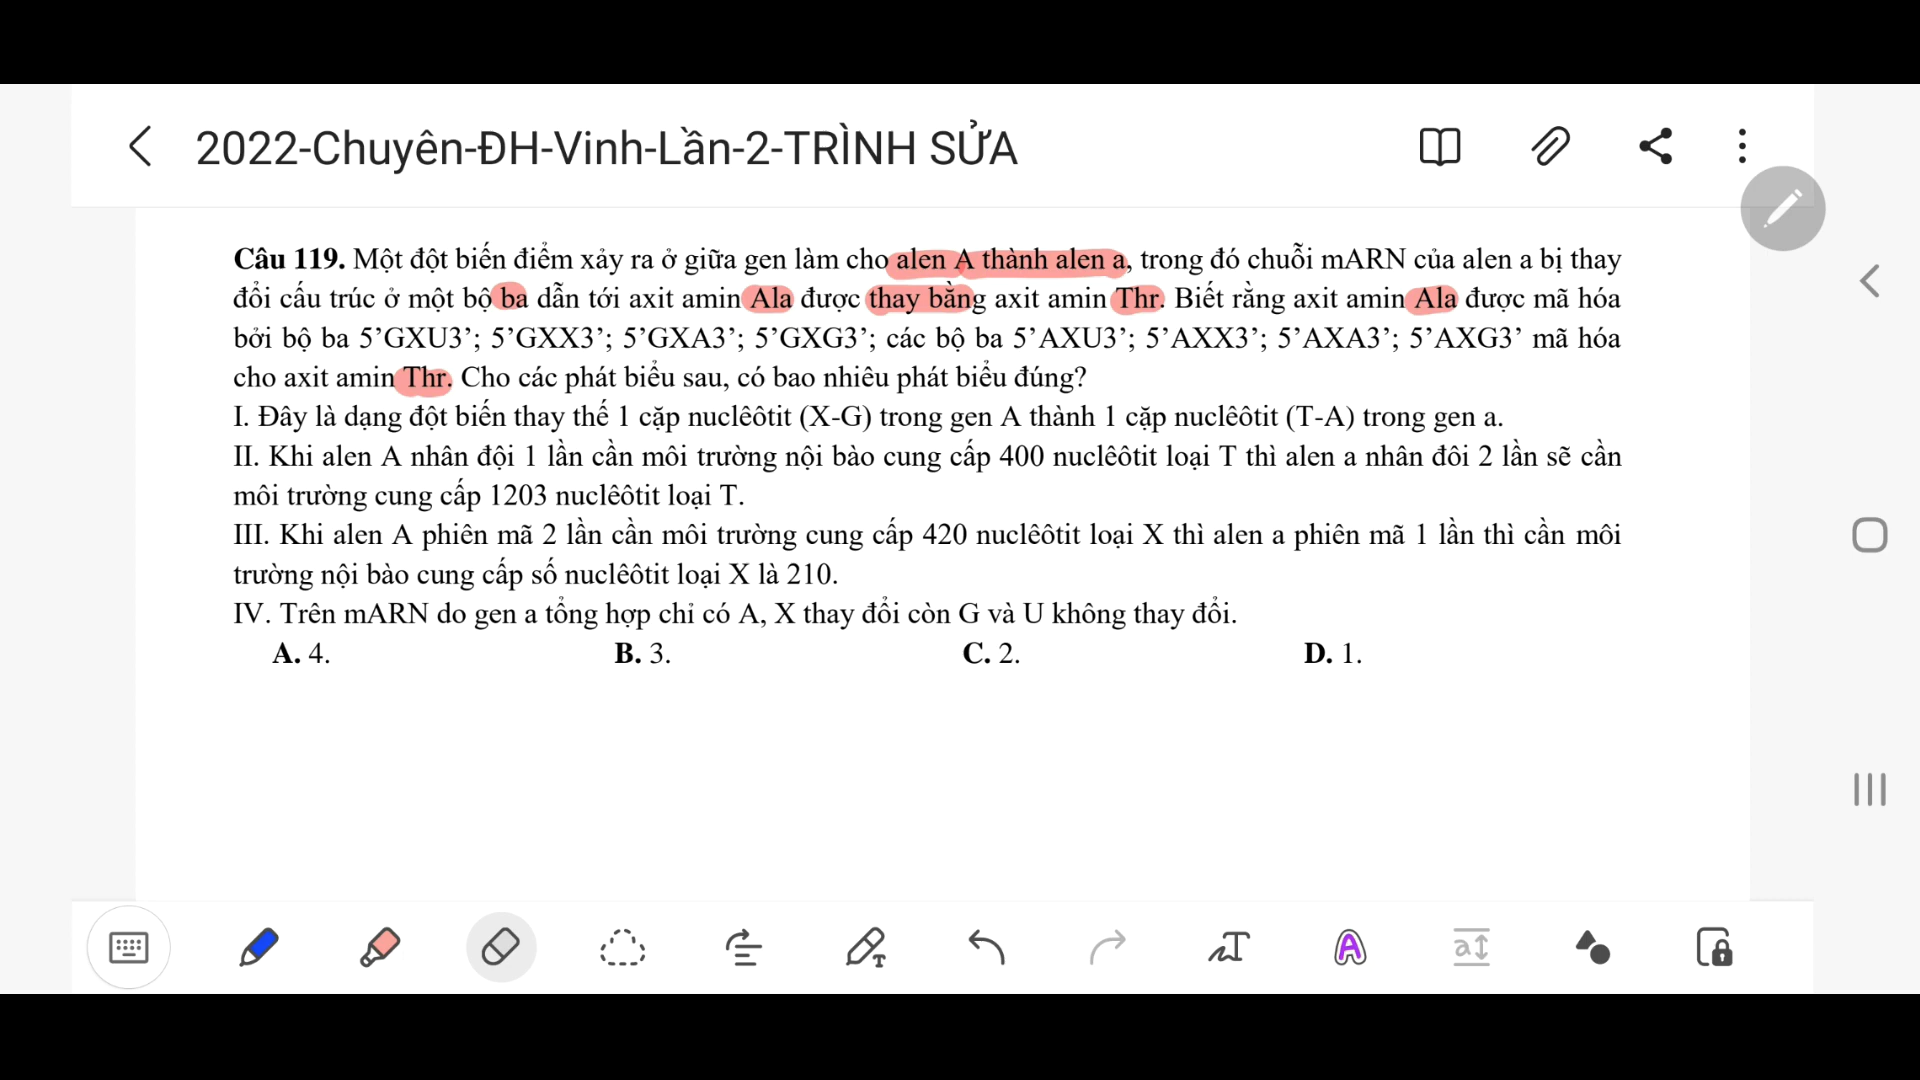 2022-Chuyên-ĐH-Vinh-Lần-2-TRÌNH SỬA
Câu 119. Một đột biến điểm xảy ra ở giữa gen làm cho alen A thành alen a, trong đó chuỗi mARN của alen a bị thay
đổi cấu trúc ở một bộ ba dẫn tới axit amin Ala được thay bằng axit amin Thr. Biết rằng axit amin Ala được mã hóa
bởi bộ ba 5’GXU3’; 5’GXX3’; 5’GXA3’; 5’GXG3’; các bộ ba 5’AXU3’; 5’AXX3’; 5’AXA3’; 5’AXG3’ mã hóa
cho axit amin Thr. Cho các phát biểu sau, có bao nhiêu phát biểu đúng?
I. Đây là dạng đột biến thay thế 1 cặp nuclêôtit (X-G) trong gen A thành 1 cặp nuclêôtit (T-A) trong gen a.
II. Khi alen A nhân đội 1 lần cần môi trường nội bào cung cấp 400 nuclêôtit loại T thì alen a nhân đôi 2 lần sẽ cần
môi trường cung cấp 1203 nuclêôtit loại T.
III. Khi alen A phiên mã 2 lần cần môi trường cung cấp 420 nuclêôtit loại X thì alen a phiên mã 1 lần thì cần môi
trường nội bào cung cấp số nuclêôtit loại X là 210.
IV. Trên mARN do gen a tổng hợp chỉ có A, X thay đổi còn G và U không thay đổi.
A. 4. B. 3. C. 2. D. 1.